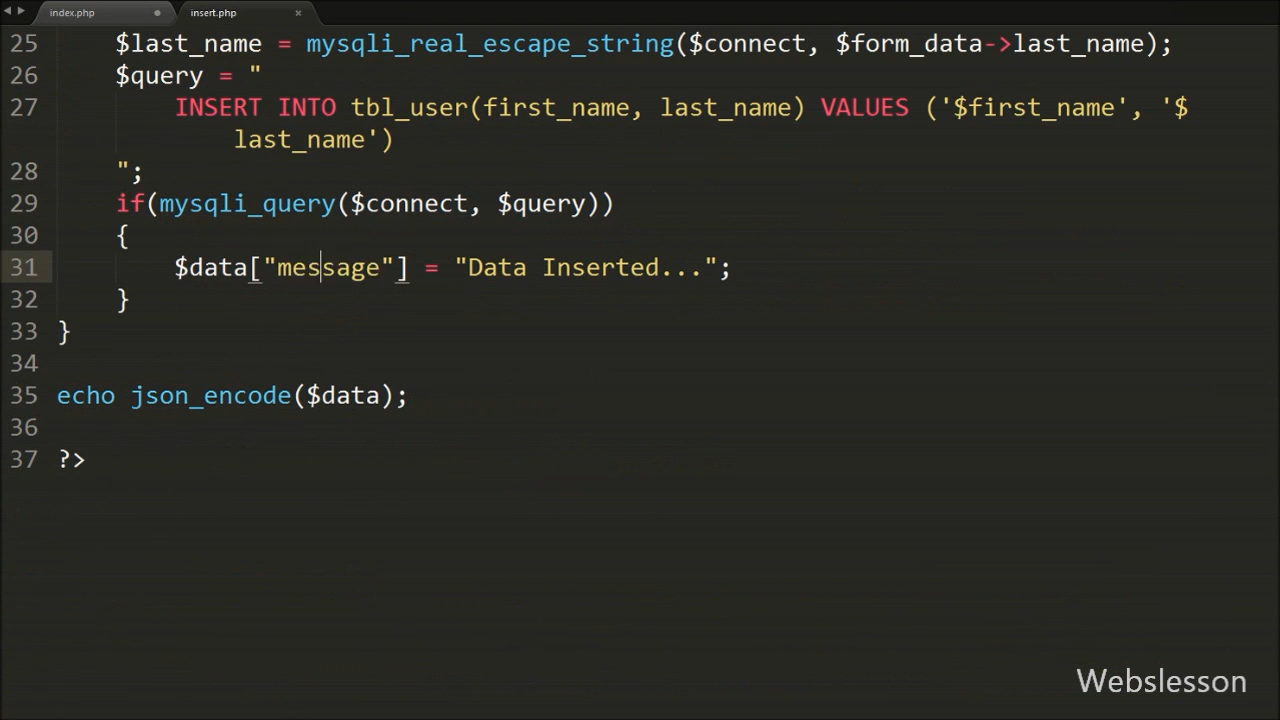 index.php insert.php
25 $last_name = mysqli_real_escape_string($connect, $form_data->last_name);
26 $query = "
27 INSERT INTO tbl_user(first_name, last_name) VALUES ('$first_name', '$
last_name')
28 ";
29 if(mysqli_query($connect, $query))
30 {
31 $data["message"] = "Data Inserted...";
32 }
33 }
34
35 echo json_encode($data);
36
37 ?>
Webslesson